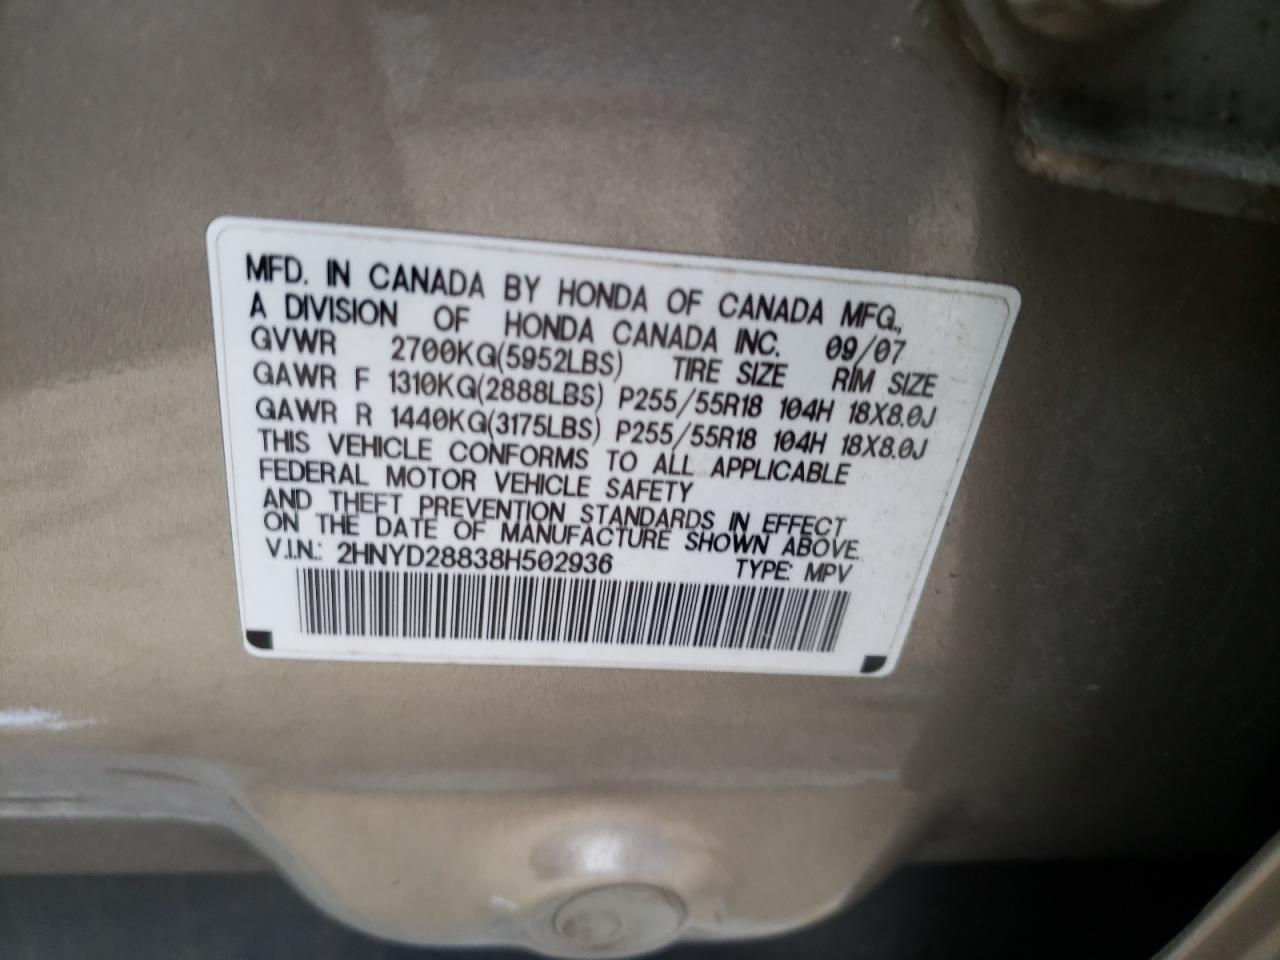 MFD. IN CANADA BY HONDA OF CANADA MFG.,
A DIVISION OF HONDA CANADA INC. 09/07
GVWR 2700KG(5952LBS) TIRE SIZE RIM SIZE
GAWR F 1310KG(2888LBS) P255/55R18 104H 18X8.0J
GAWR R 1440KG(3175LBS) P255/55R18 104H 18X8.0J
THIS VEHICLE CONFORMS TO ALL APPLICABLE
FEDERAL MOTOR VEHICLE SAFETY
AND THEFT PREVENTION STANDARDS IN EFFECT
ON THE DATE OF MANUFACTURE SHOWN ABOVE.
V.I.N.: 2HNYD28838H502936 TYPE: MPV